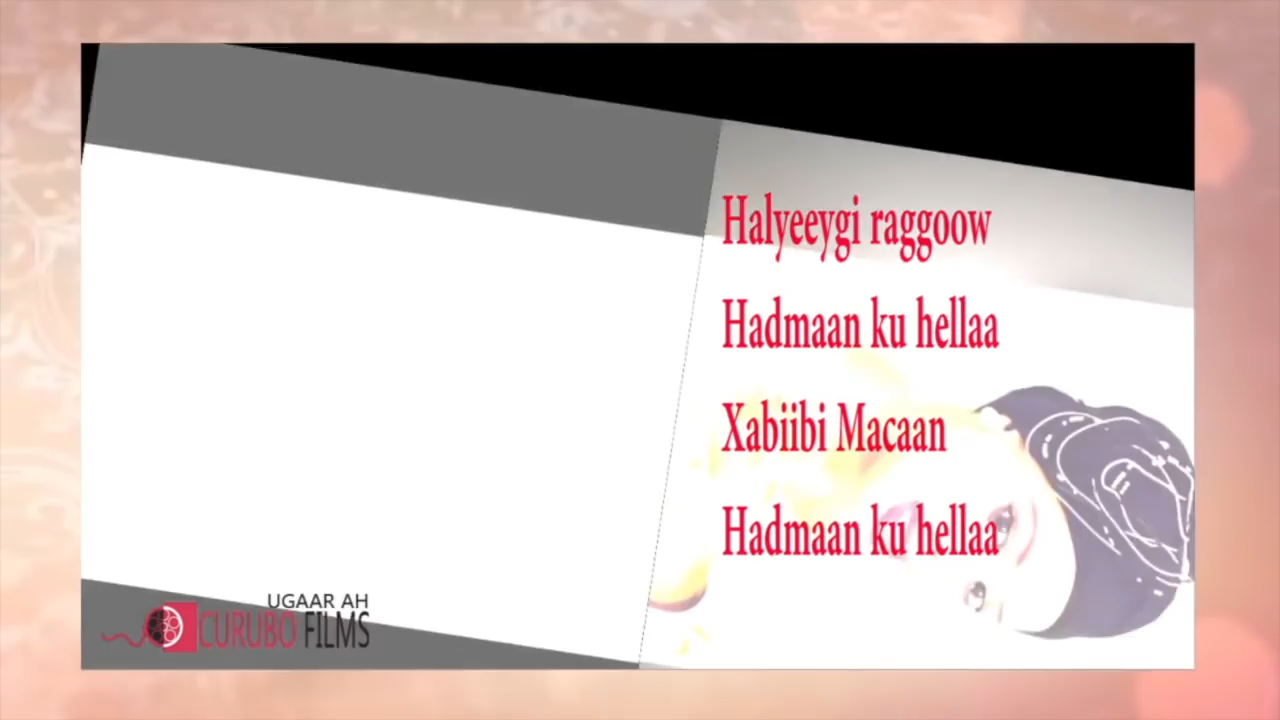 Halyeeygi raggoow
Hadmaan ku hellaa
Xabiibi Macaan
Hadmaan ku hellaa
UGAAR AH
CURUBO FILMS